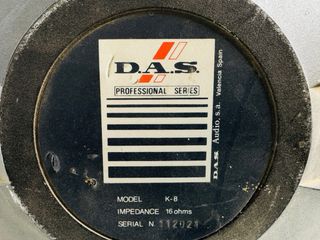 D.A.S.
PROFESSIONAL SERIES
D.A.S Audio, s.a. Valencia Spain
MODEL K-8
IMPEDANCE 16 ohms
SERIAL N. 112021